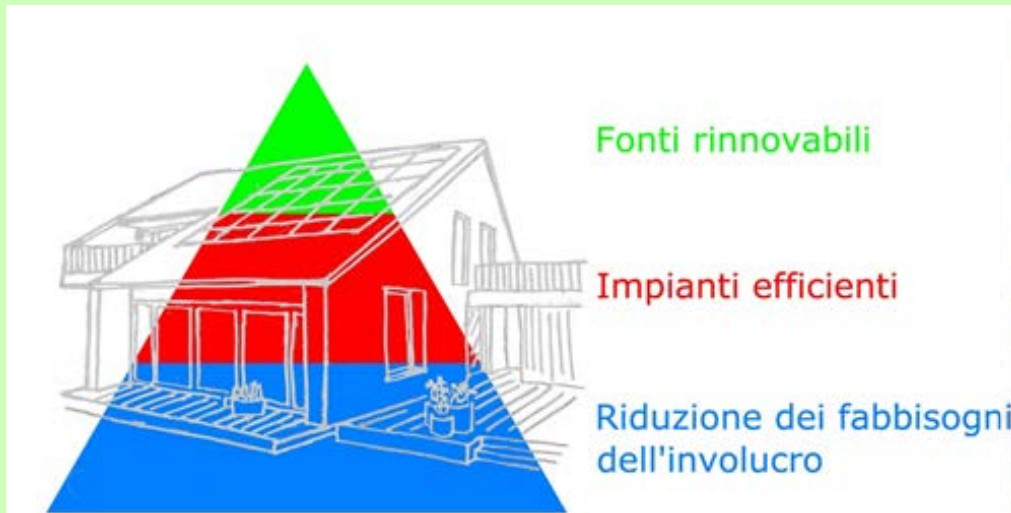 Fonti rinnovabili
Impianti efficienti
Riduzione dei fabbisogni
dell'involucro